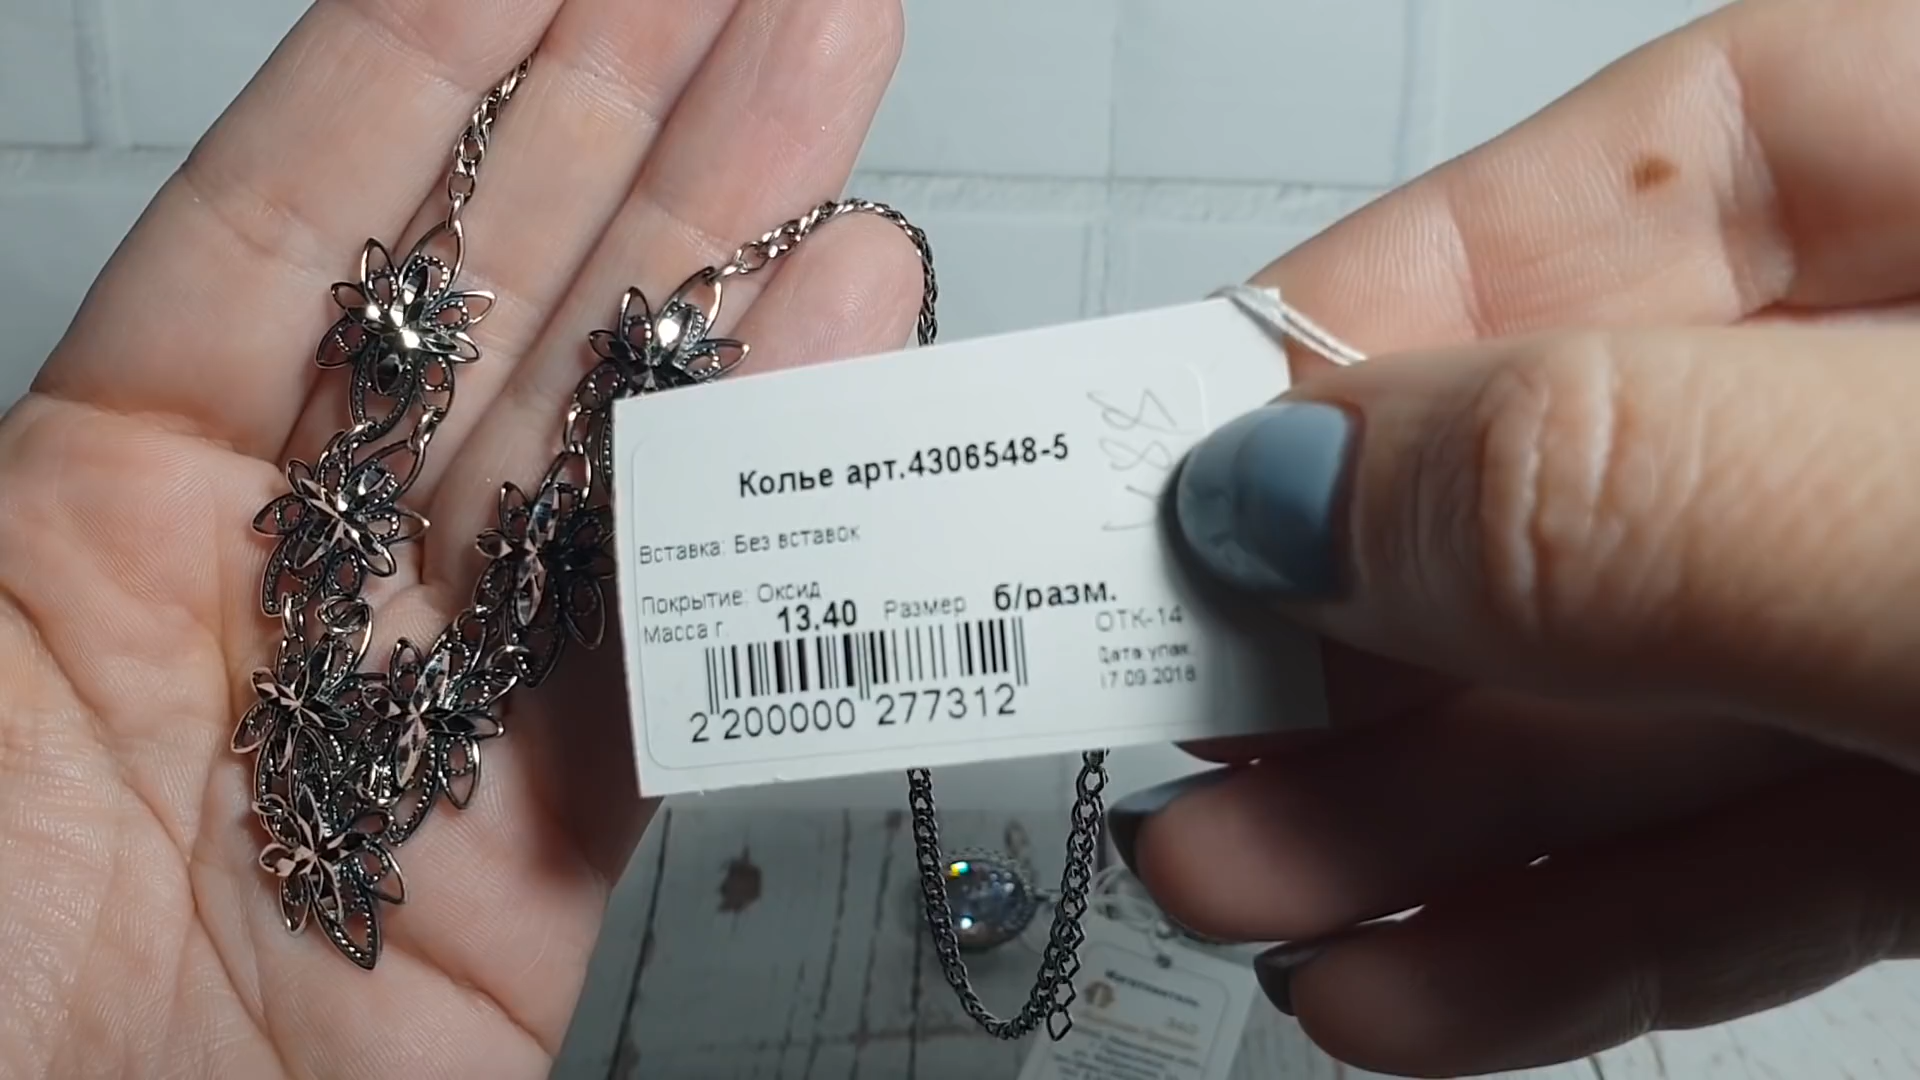 Колье арт.4306548-5
Вставка: Без вставок
Покрытие: Оксид
Масса г. 13.40 Размер б/разм.
ОТК-14
Дата упак.
17.09.2018
2 200000 277312